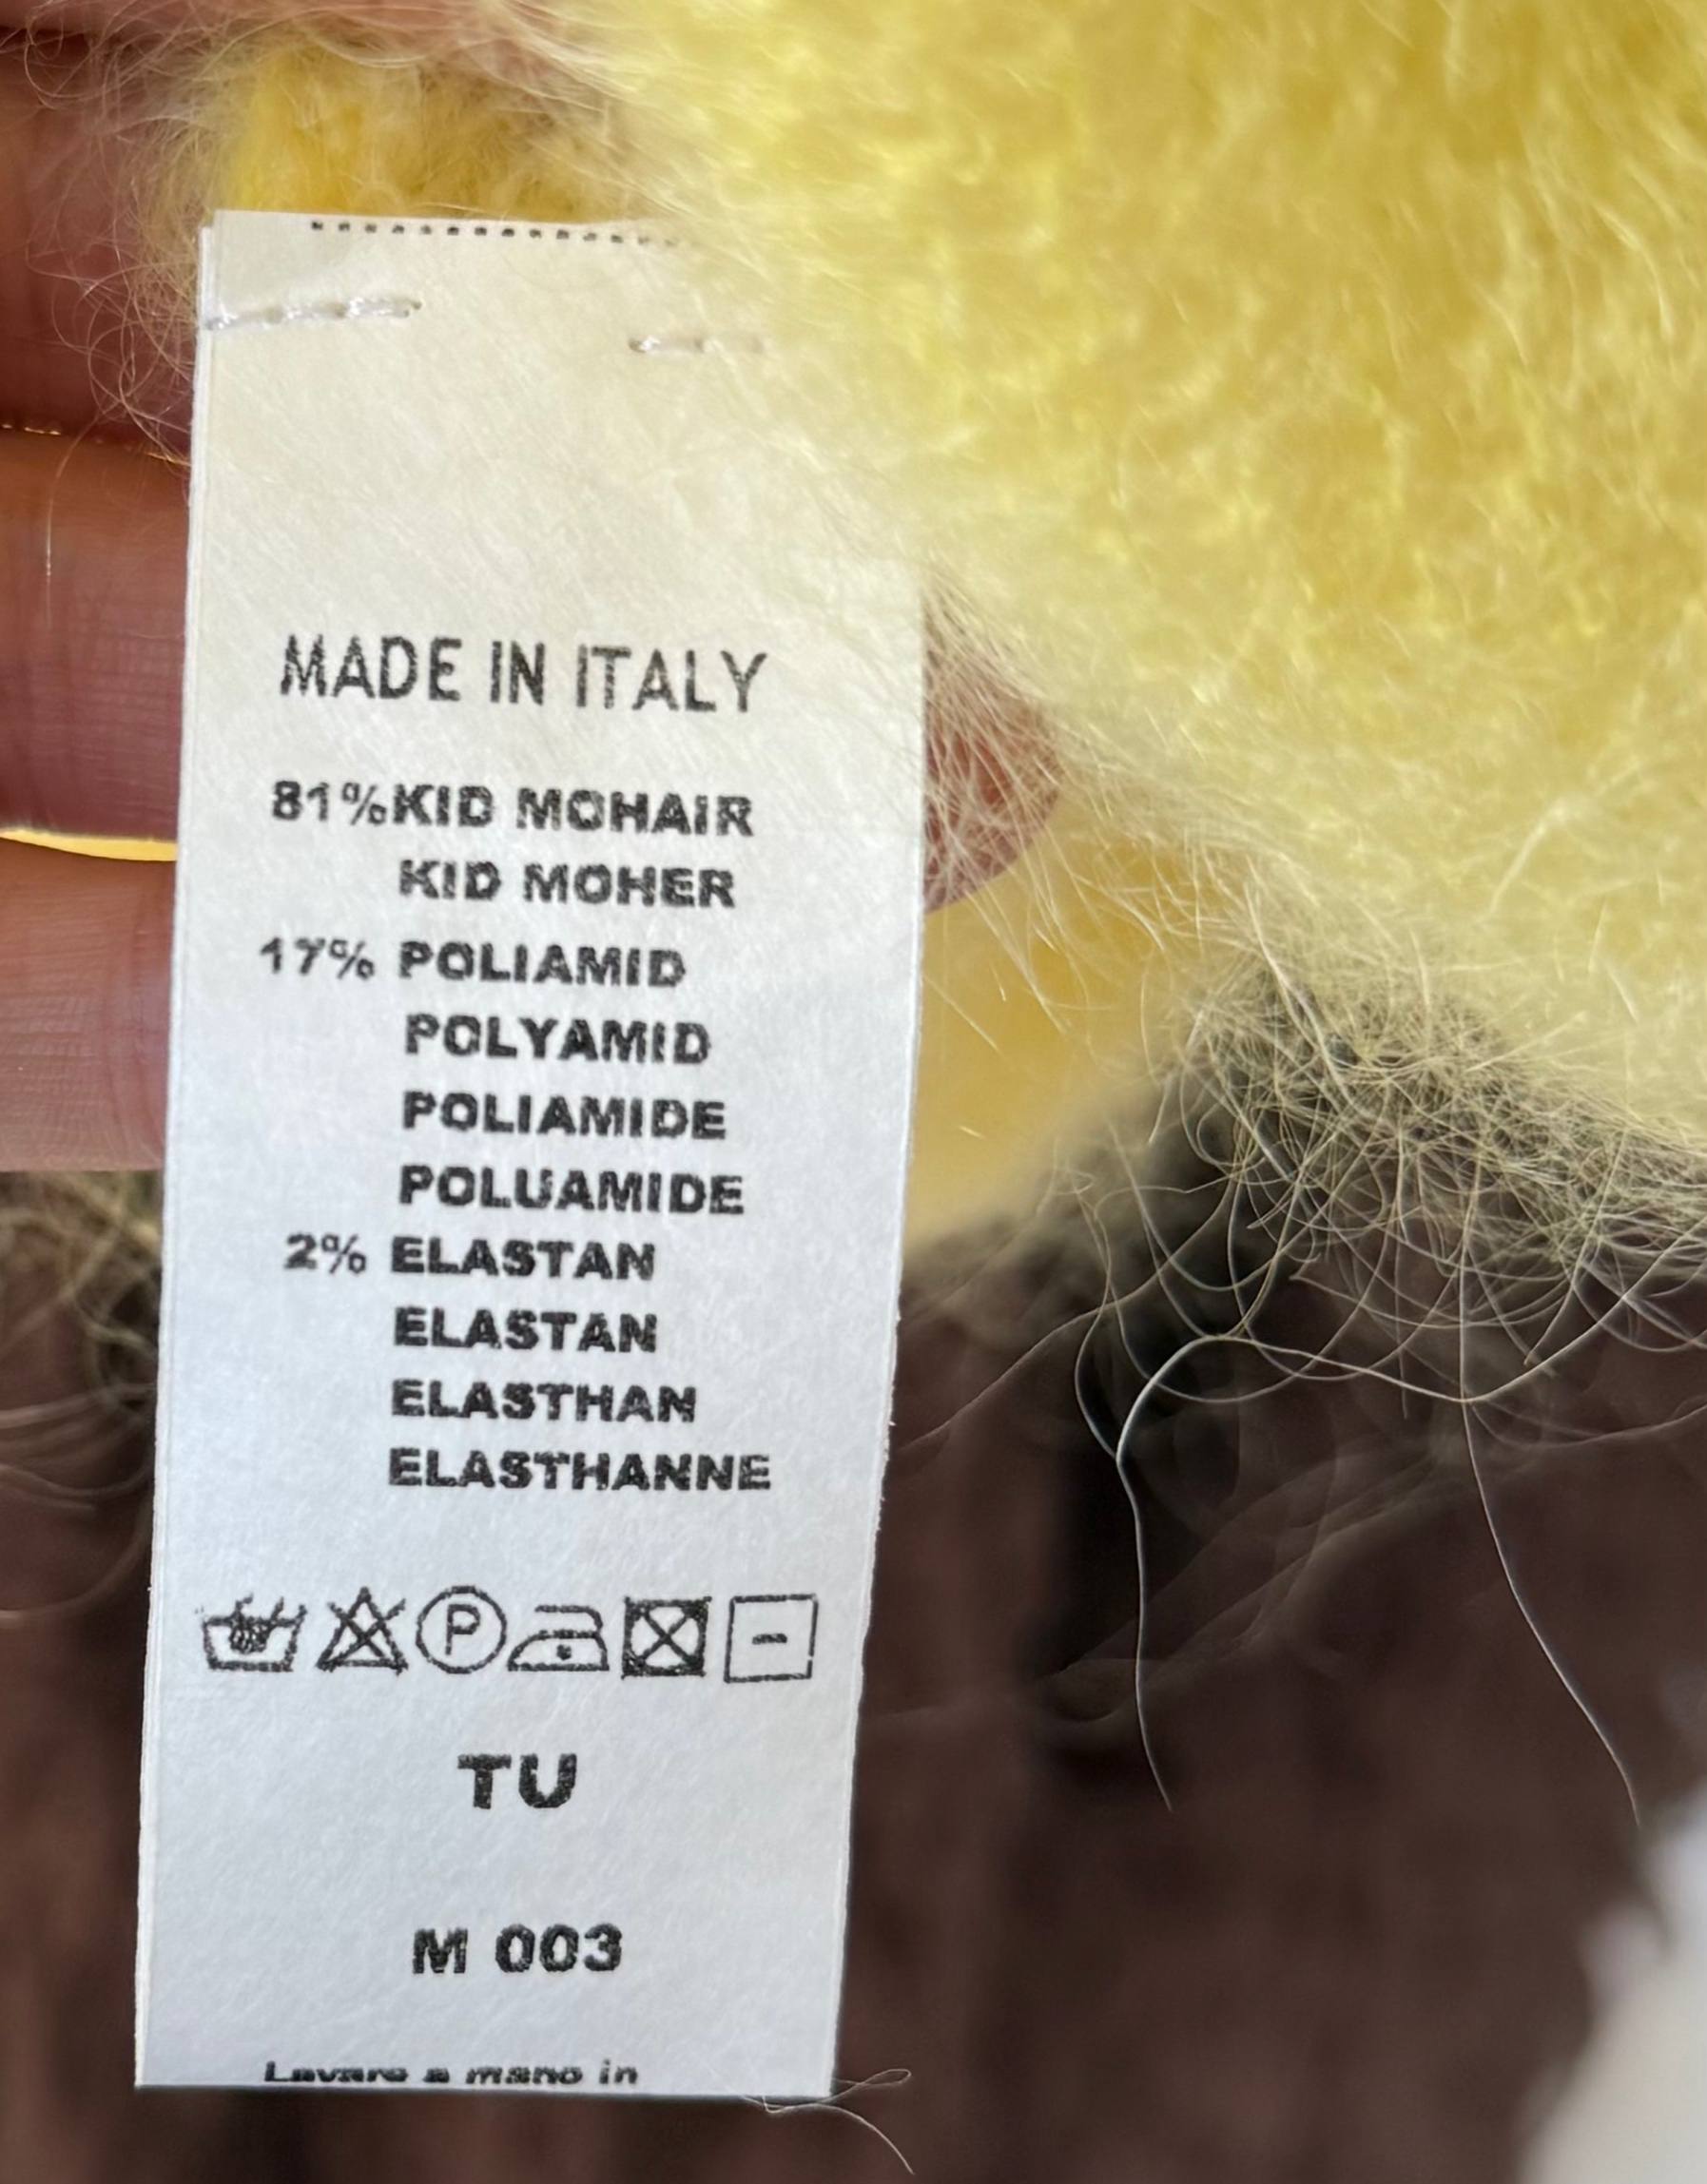 MADE IN ITALY
81%KID MOHAIR
KID MOHER
17% POLIAMID
POLYAMID
POLIAMIDE
POLUAMIDE
2% ELASTAN
ELASTAN
ELASTHAN
ELASTHANNE
P
TU
M 003
Lavare a mano in